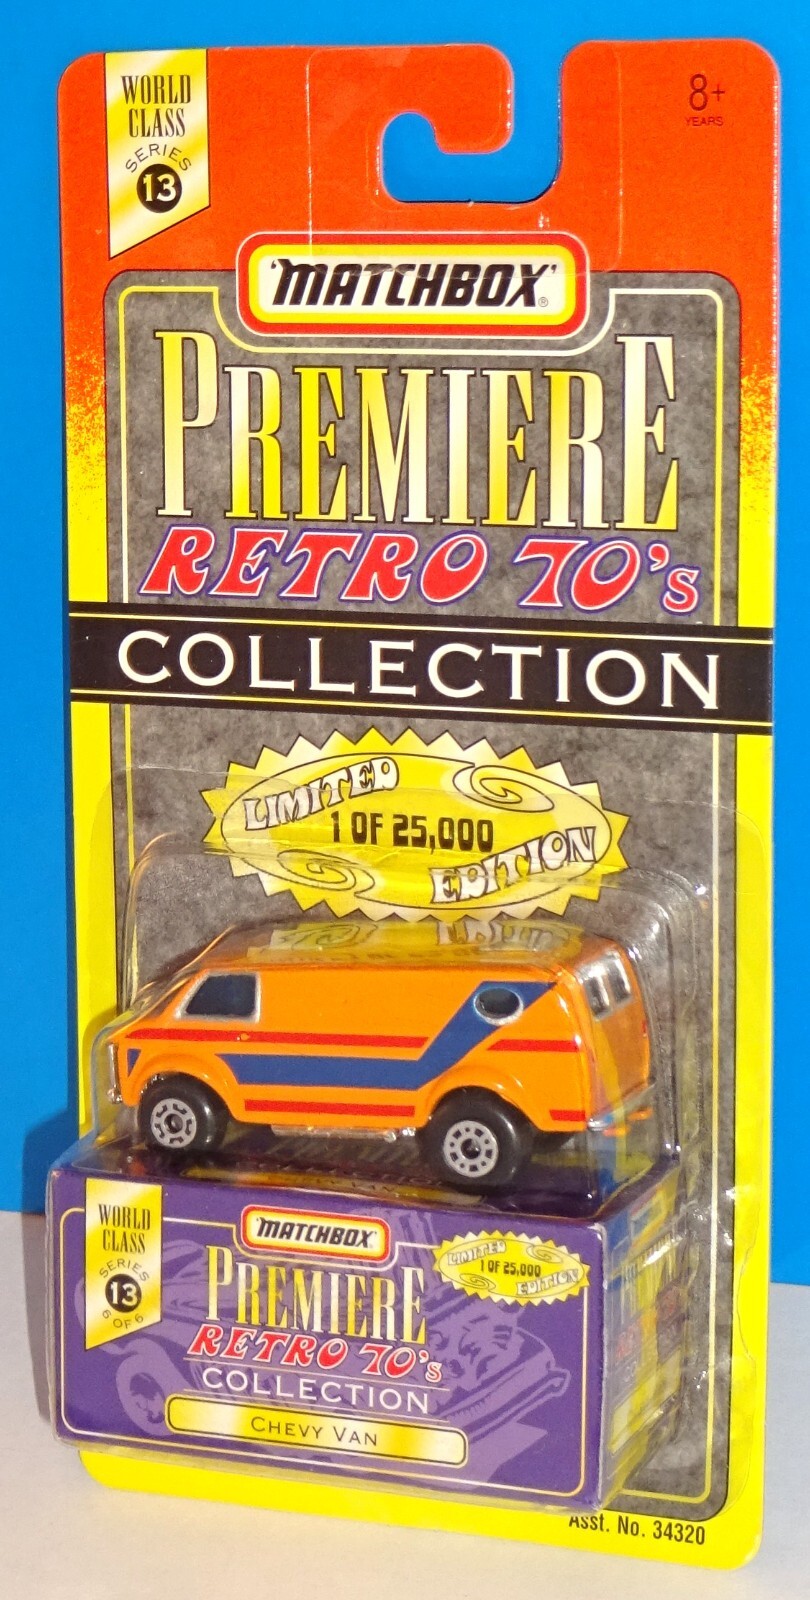 WORLD
CLASS
SERIES
13
8+
YEARS
'MATCHBOX'®
PREMIERE
RETRO 70's
COLLECTION
LIMITED
1 OF 25,000
EDITION
WORLD
CLASS
SERIES
13
6 OF 6
'MATCHBOX'
PREMIERE
RETRO 70's
COLLECTION
CHEVY VAN
LIMITED
1 OF 25,000
EDITION
Asst. No. 34320